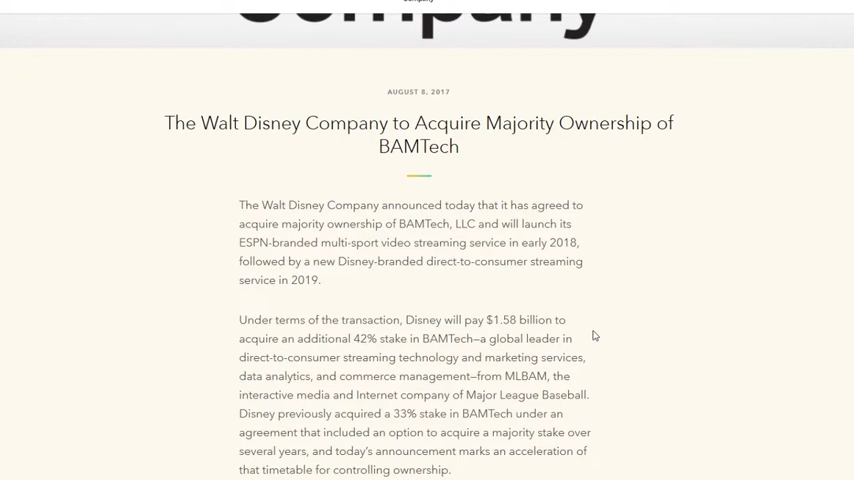 Company
Company
AUGUST 8, 2017
The Walt Disney Company to Acquire Majority Ownership of
BAMTech
The Walt Disney Company announced today that it has agreed to
acquire majority ownership of BAMTech, LLC and will launch its
ESPN-branded multi-sport video streaming service in early 2018,
followed by a new Disney-branded direct-to-consumer streaming
service in 2019.
Under terms of the transaction, Disney will pay $1.58 billion to
acquire an additional 42% stake in BAMTech—a global leader in
direct-to-consumer streaming technology and marketing services,
data analytics, and commerce management—from MLBAM, the
interactive media and Internet company of Major League Baseball.
Disney previously acquired a 33% stake in BAMTech under an
agreement that included an option to acquire a majority stake over
several years, and today's announcement marks an acceleration of
that timetable for controlling ownership.